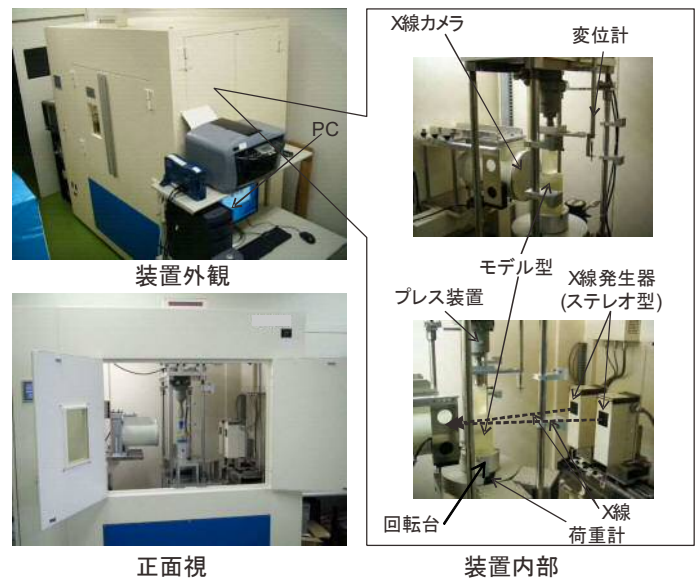 X線カメラ
変位計
PC
装置外観
モデル型
プレス装置
X線発生器
(ステレオ型)
回転台
X線
荷重計
正面視
装置内部